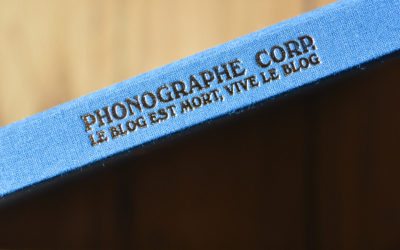 PHONOGRAPHE CORP.
LE BLOG EST MORT, VIVE LE BLOG